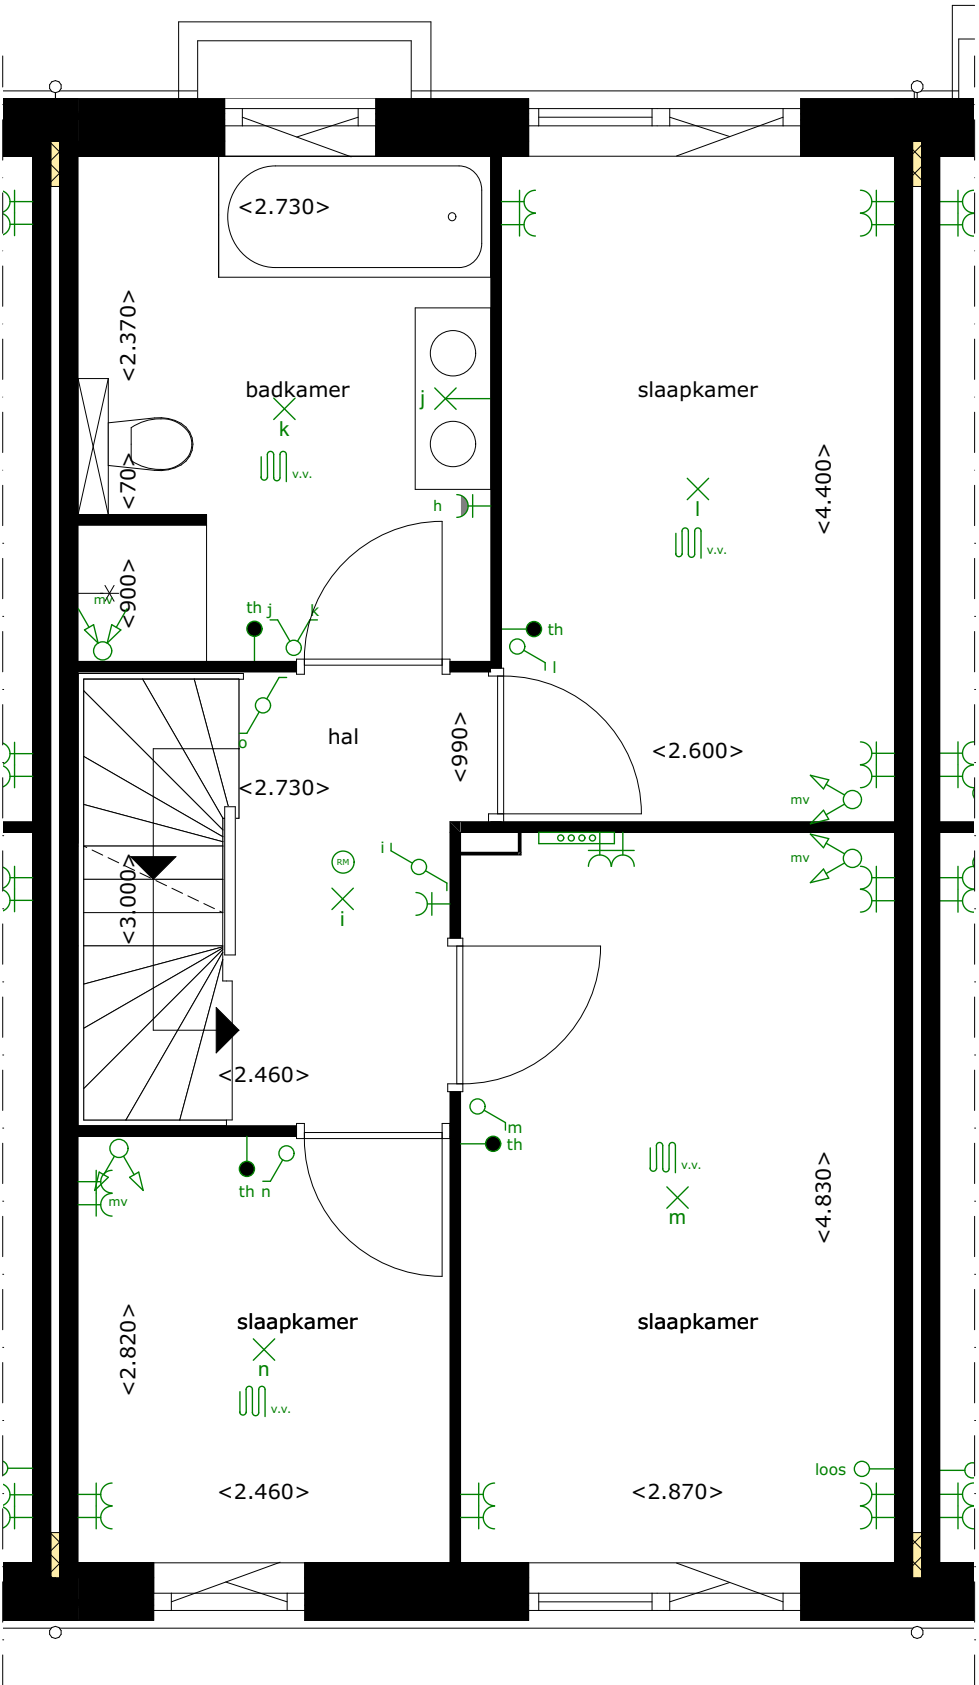 <2.730>
<2.370>
badkamer
slaapkamer
j
k
<70>
v.v.
<4.400>
h
l
v.v.
<900>
mv
th
j
k
th
l
o
hal
<990>
<2.600>
<2.730>
mv
i
RM
mv
<3.000>
i
<2.460>
m
th
v.v.
<4.830>
th
n
mv
m
<2.820>
slaapkamer
slaapkamer
n
v.v.
loos
<2.460>
<2.870>